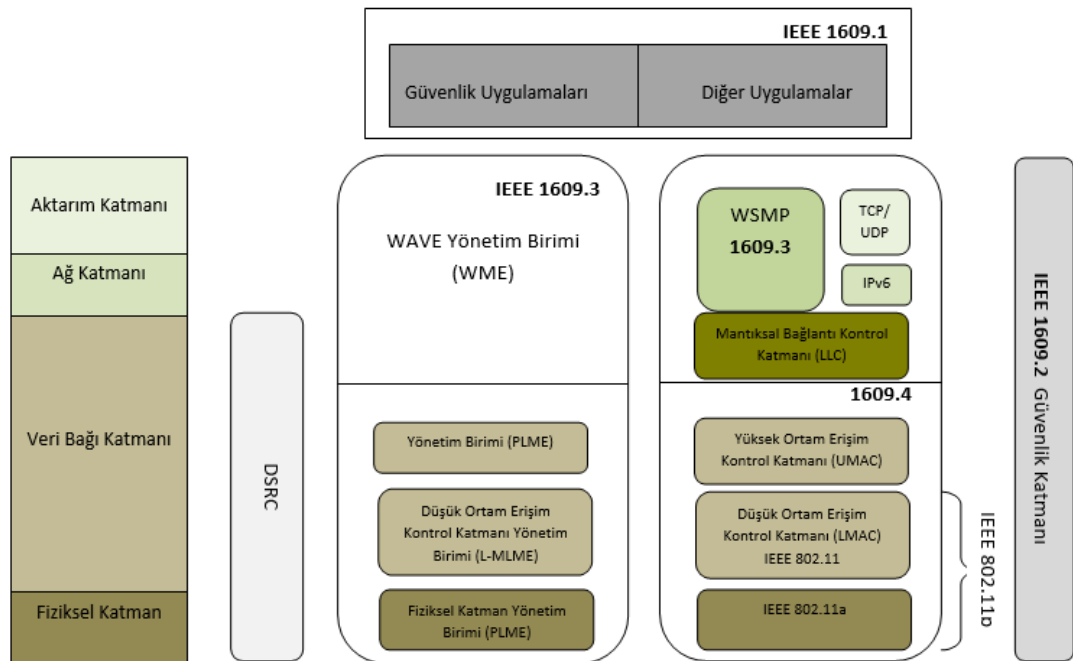 IEEE 1609.1
Güvenlik Uygulamaları
Diğer Uygulamalar
Aktarım Katmanı
Ağ Katmanı
Veri Bağı Katmanı
Fiziksel Katman
DSRC
IEEE 1609.3
WAVE Yönetim Birimi
(WME)
Yönetim Birimi (PLME)
Düşük Ortam Erişim
Kontrol Katmanı Yönetim
Birimi (L-MLME)
Fiziksel Katman Yönetim
Birimi (PLME)
WSMP
1609.3
TCP/
UDP
IPv6
Mantıksal Bağlantı Kontrol
Katmanı (LLC)
1609.4
Yüksek Ortam Erişim
Kontrol Katmanı (UMAC)
Düşük Ortam Erişim
Kontrol Katmanı (LMAC)
IEEE 802.11
IEEE 802.11a
IEEE 802.11p
IEEE 1609.2 Güvenlik Katmanı